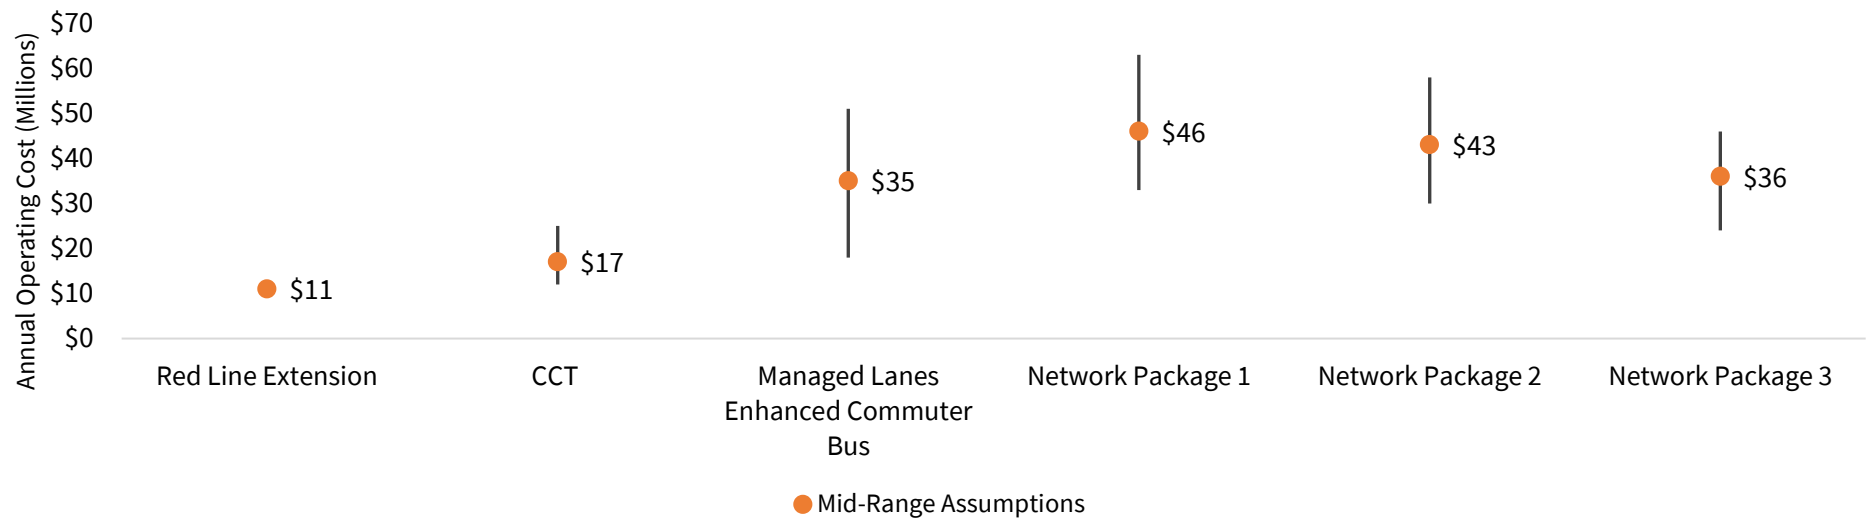 Annual Operating Cost (Millions)
$70
$60
$50
$40
$30
$20
$10
$0
$11
$17
$35
$46
$43
$36
Red Line Extension
CCT
Managed Lanes
Enhanced Commuter
Bus
Network Package 1
Network Package 2
Network Package 3
Mid-Range Assumptions